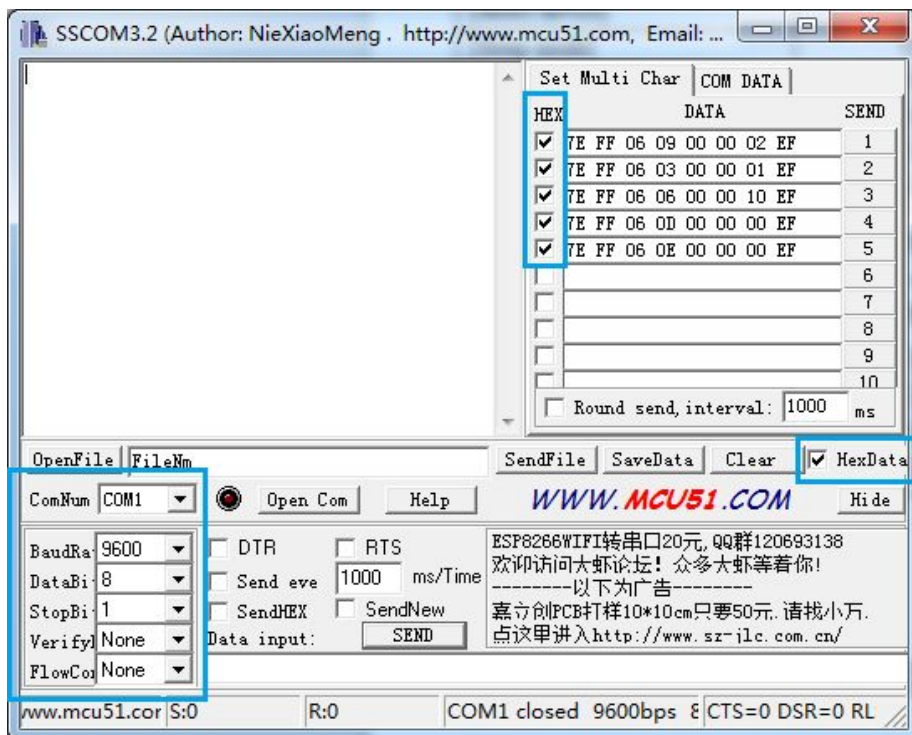 SSCOM3.2 (Author: NieXiaoMeng . http://www.mcu51.com, Email: ...
Set Multi Char COM DATA
HEX DATA SEND
7E FF 06 09 00 00 02 EF 1
7E FF 06 03 00 00 01 EF 2
7E FF 06 06 00 00 10 EF 3
7E FF 06 0D 00 00 00 EF 4
7E FF 06 0E 00 00 00 EF 5
6
7
8
9
10
Round send, interval: 1000 ms
OpenFile FileNm SendFile SaveData Clear HexData
ComNum COM1 Open Com Help WWW.MCU51.COM Hide
BaudRa 9600 DTR RTS
DataBi 8 Send eve 1000 ms/Time
StopBi 1 SendHEX SendNew
Verify None Data input: SEND
FlowCo None
ESP8266WIFI转串口20元,QQ群120693138
欢迎访问大虾论坛! 众多大虾等着你!
--------以下为广告--------
嘉立创PCB打样10*10cm只要50元.请找小万.
点这里进入http://www.sz-jlc.com.cn/
www.mcu51.cor S:0 R:0 COM1 closed 9600bps 8 CTS=0 DSR=0 RL